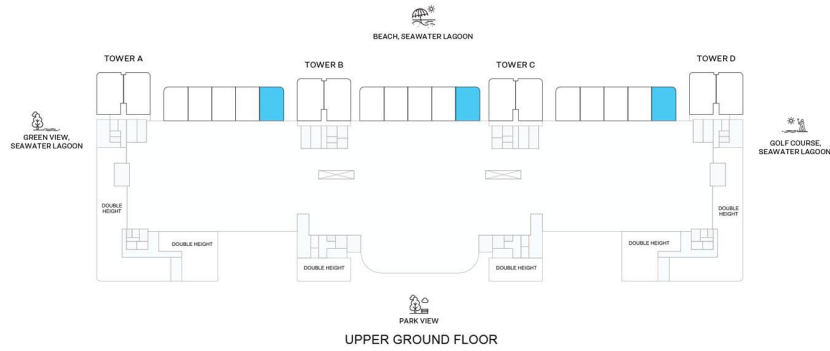 BEACH, SEAWATER LAGOON
TOWER A
TOWER B
TOWER C
TOWER D
GREEN VIEW,
SEAWATER LAGOON
GOLF COURSE,
SEAWATER LAGOON
DOUBLE
HEIGHT
DOUBLE
HEIGHT
DOUBLE HEIGHT
DOUBLE HEIGHT
DOUBLE HEIGHT
DOUBLE HEIGHT
PARK VIEW
UPPER GROUND FLOOR